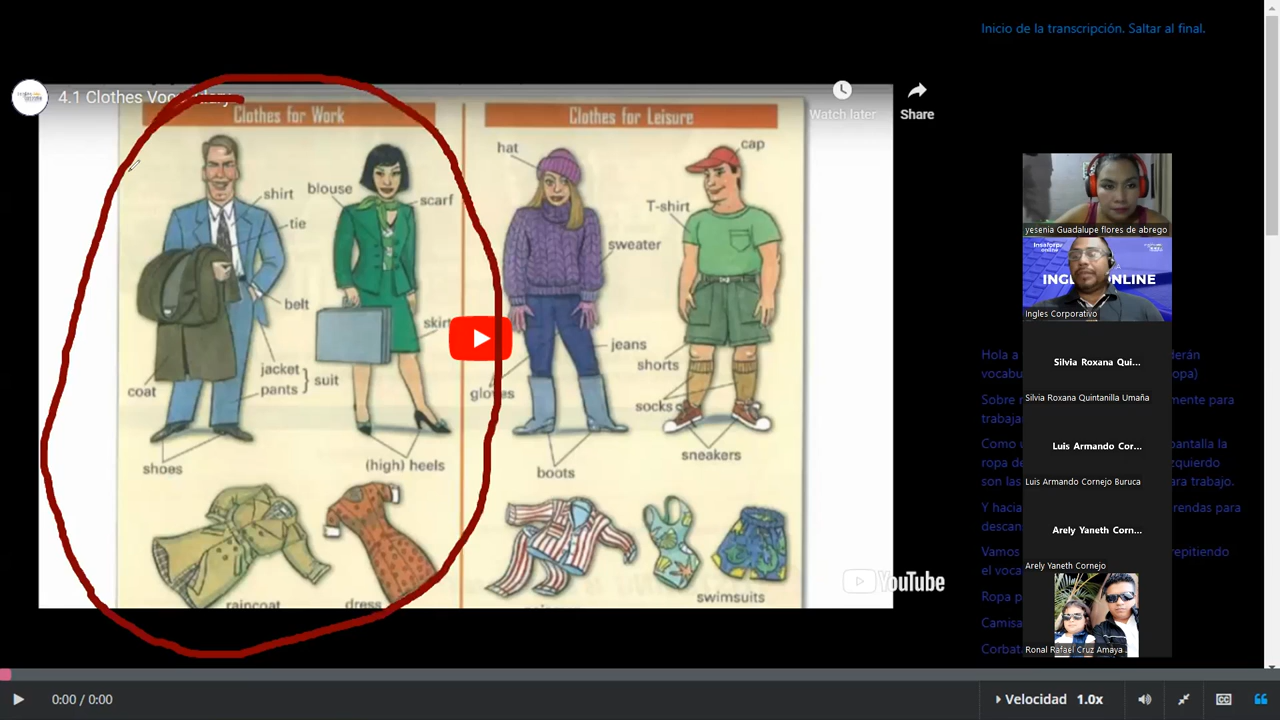 Inicio de la transcripción. Saltar al final.
4.1 Clothes Vocabulary
Watch later
Share
Clothes for Work
Clothes for Leisure
shirt
blouse
tie
scarf
belt
skirt
jacket
pants
suit
coat
shoes
(high) heels
raincoat
dress
hat
cap
T-shirt
sweater
jeans
shorts
gloves
socks
sneakers
boots
swimsuits
YouTube
yesenia Guadalupe flores de abrego
Insaforp
online
INGL ONLINE
Ingles Corporativo
Silvia Roxana Qui...
Silvia Roxana Quintanilla Umaña
Luis Armando Cor...
Luis Armando Cornejo Buruca
Arely Yaneth Corn...
Arely Yaneth Cornejo
Ronal Rafael Cruz Amaya
Hola a derán
vocabu opa)
Sobre mente para
trabaja
Como u pantalla la
ropa de zquierdo
son las ara trabajo.
Y hacia rendas para
descan
Vamos repitiendo
el voca
Ropa p
Camisa
Corbat
0:00 / 0:00
Velocidad 1.0x
CC